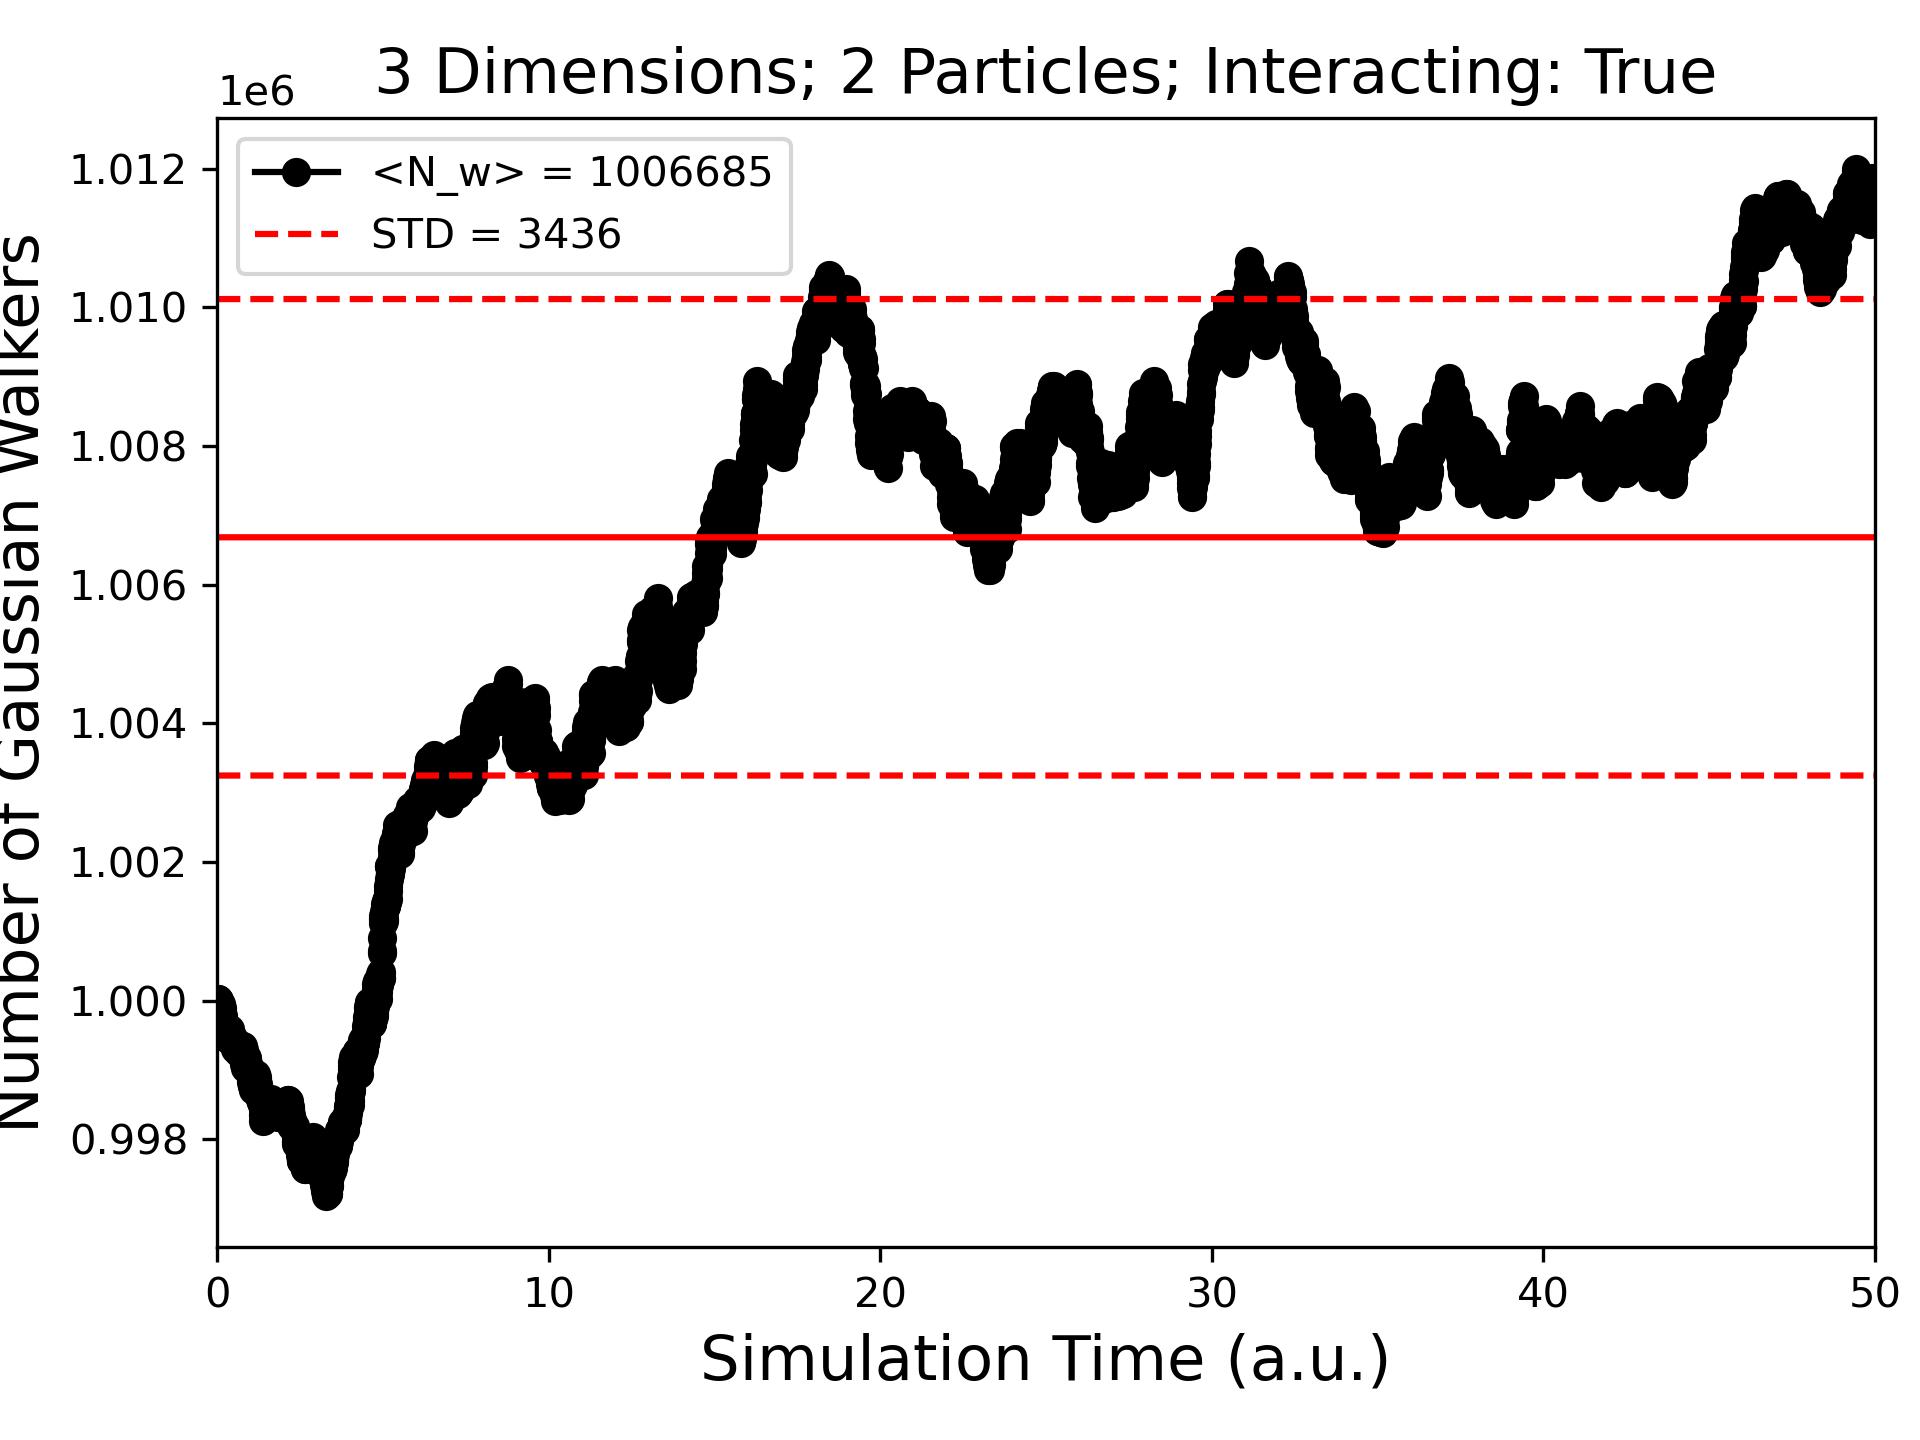 3 Dimensions; 2 Particles; Interacting: True
1e6
<N_w> = 1006685
STD = 3436
Number of Gaussian Walkers
1.012
1.010
1.008
1.006
1.004
1.002
1.000
0.998
0 10 20 30 40 50
Simulation Time (a.u.)